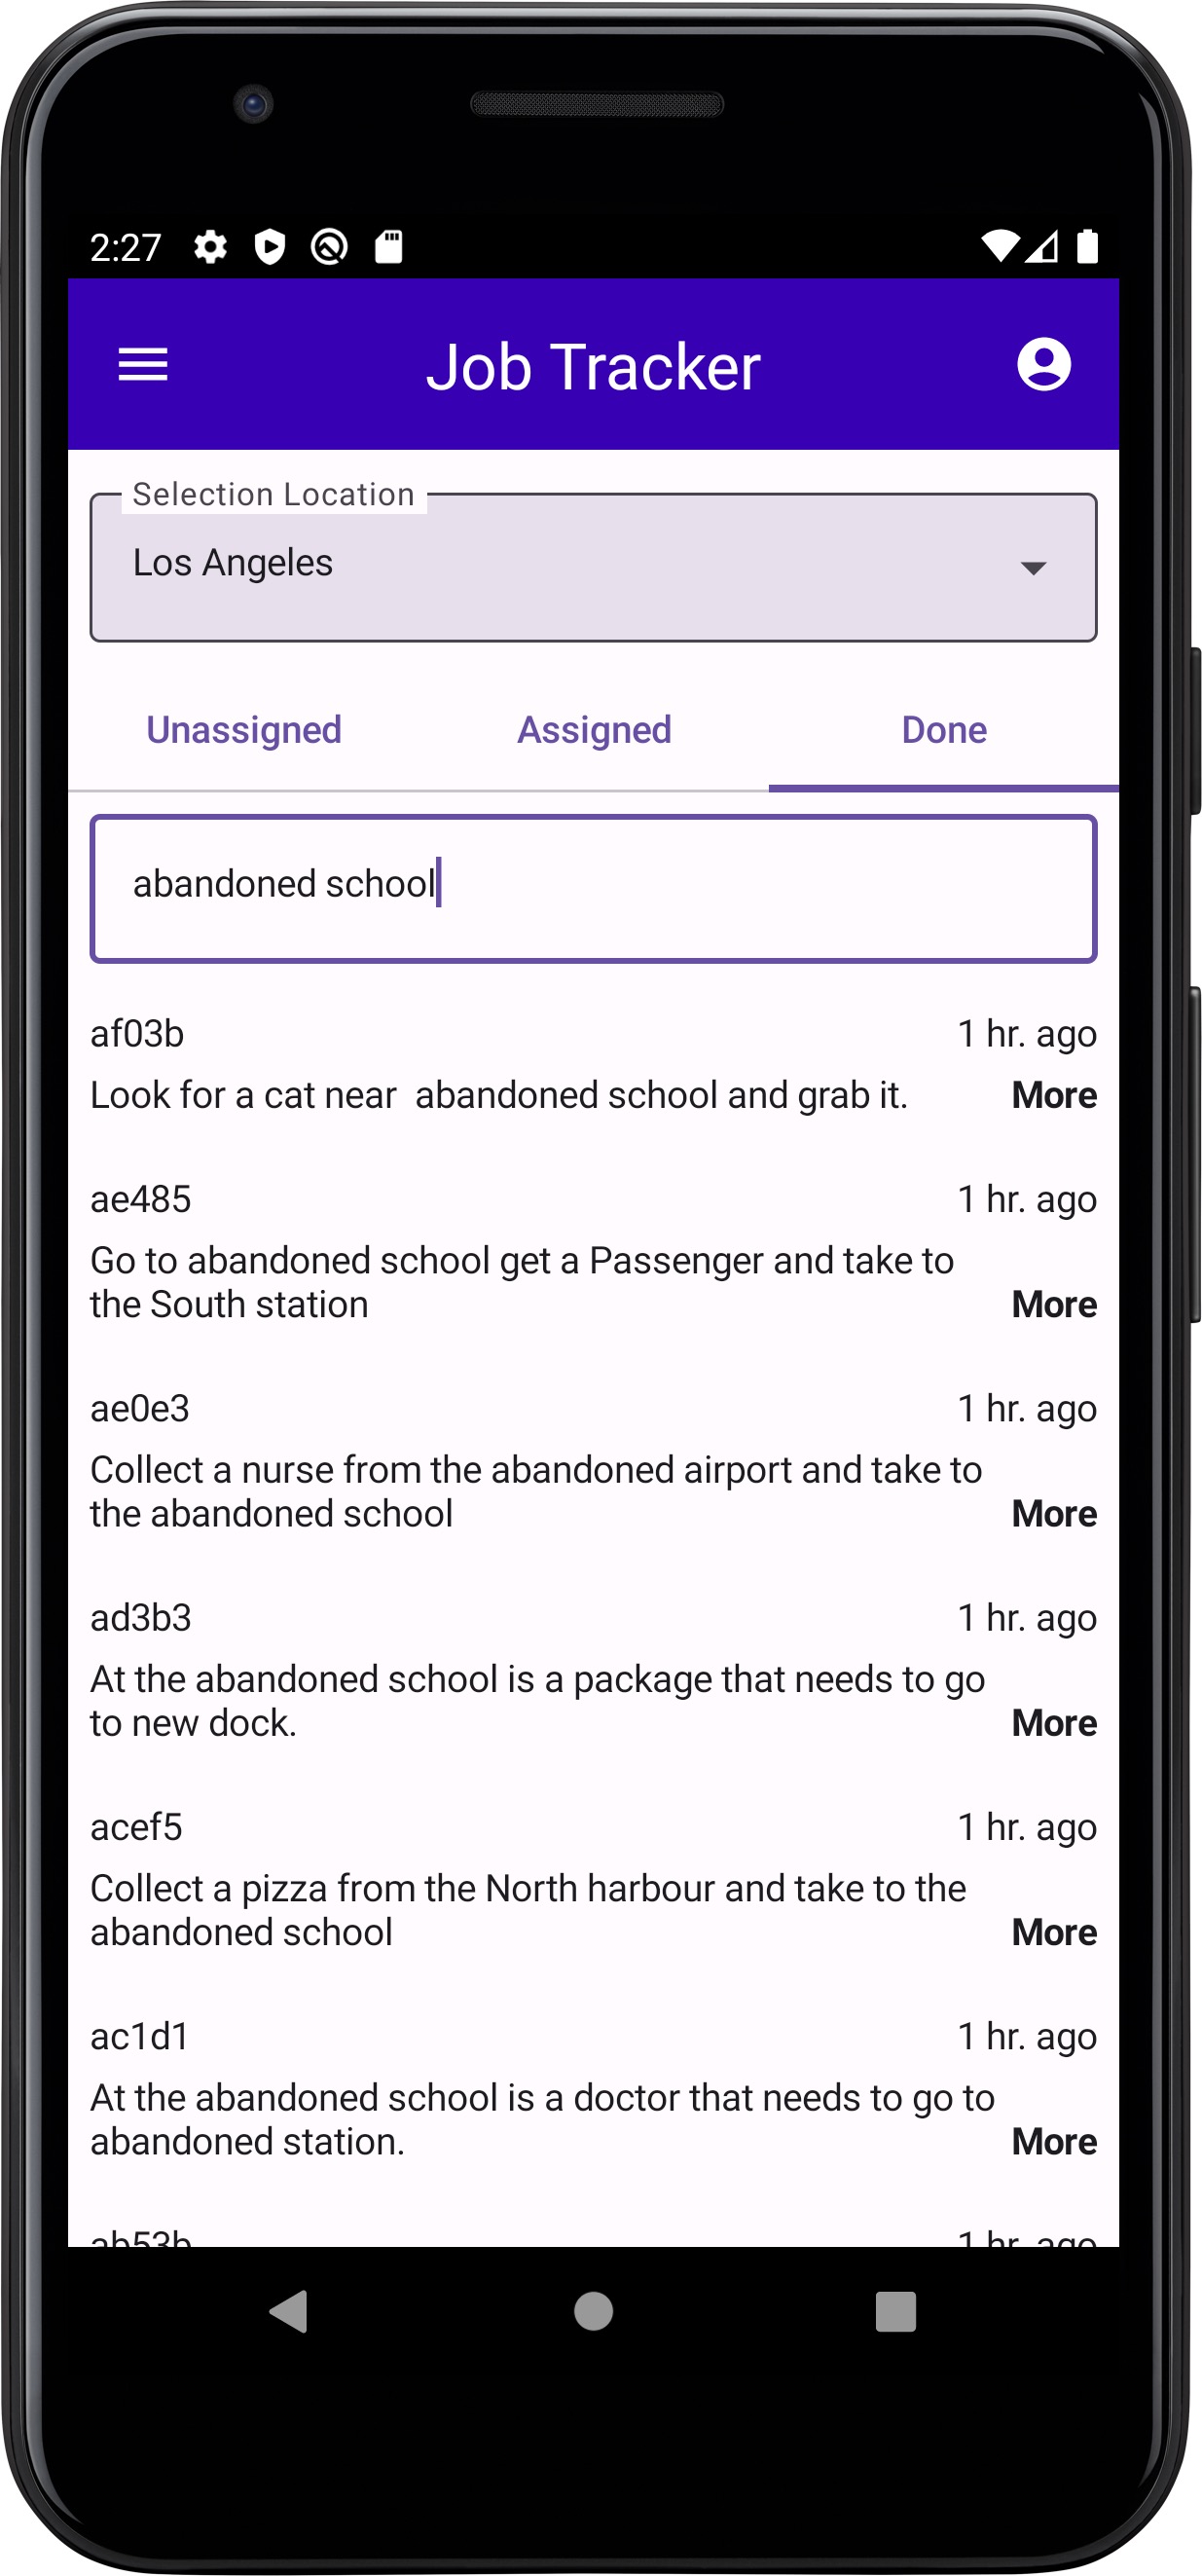 2:27
Job Tracker
Selection Location
Los Angeles
Unassigned Assigned Done
abandoned school
af03b 1 hr. ago
Look for a cat near  abandoned school and grab it. More
ae485 1 hr. ago
Go to abandoned school get a Passenger and take to
the South station More
ae0e3 1 hr. ago
Collect a nurse from the abandoned airport and take to
the abandoned school More
ad3b3 1 hr. ago
At the abandoned school is a package that needs to go
to new dock. More
acef5 1 hr. ago
Collect a pizza from the North harbour and take to the
abandoned school More
ac1d1 1 hr. ago
At the abandoned school is a doctor that needs to go to
abandoned station. More
ab53b 1 hr. ago